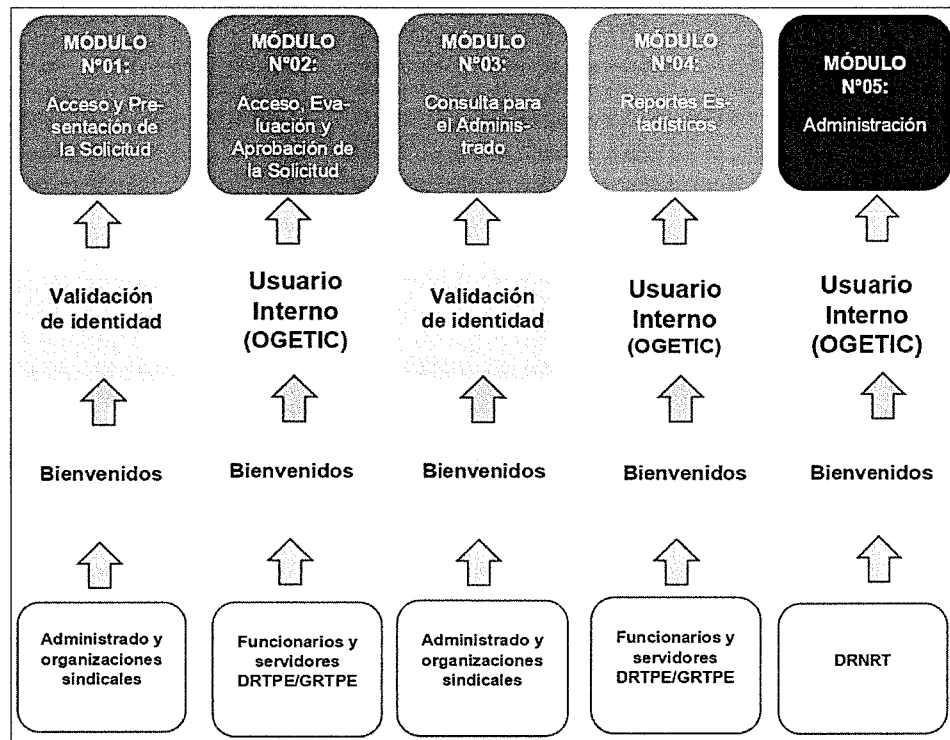 MÓDULO
N°01:
Acceso y Pre-
sentación de
la Solicitud
MÓDULO
N°02:
Acceso, Eva-
luación y
Aprobación de
la Solicitud
MÓDULO
N°03:
Consulta para
el Adminis-
trado
MÓDULO
N°04:
Reportes Es-
tadísticos
MÓDULO
N°05:
Administración
Validación
de identidad
Usuario
Interno
(OGETIC)
Validación
de identidad
Usuario
Interno
(OGETIC)
Usuario
Interno
(OGETIC)
Bienvenidos
Bienvenidos
Bienvenidos
Bienvenidos
Bienvenidos
Administrado y
organizaciones
sindicales
Funcionarios y
servidores
DRTPE/GRTPE
Administrado y
organizaciones
sindicales
Funcionarios y
servidores
DRTPE/GRTPE
DRNRT